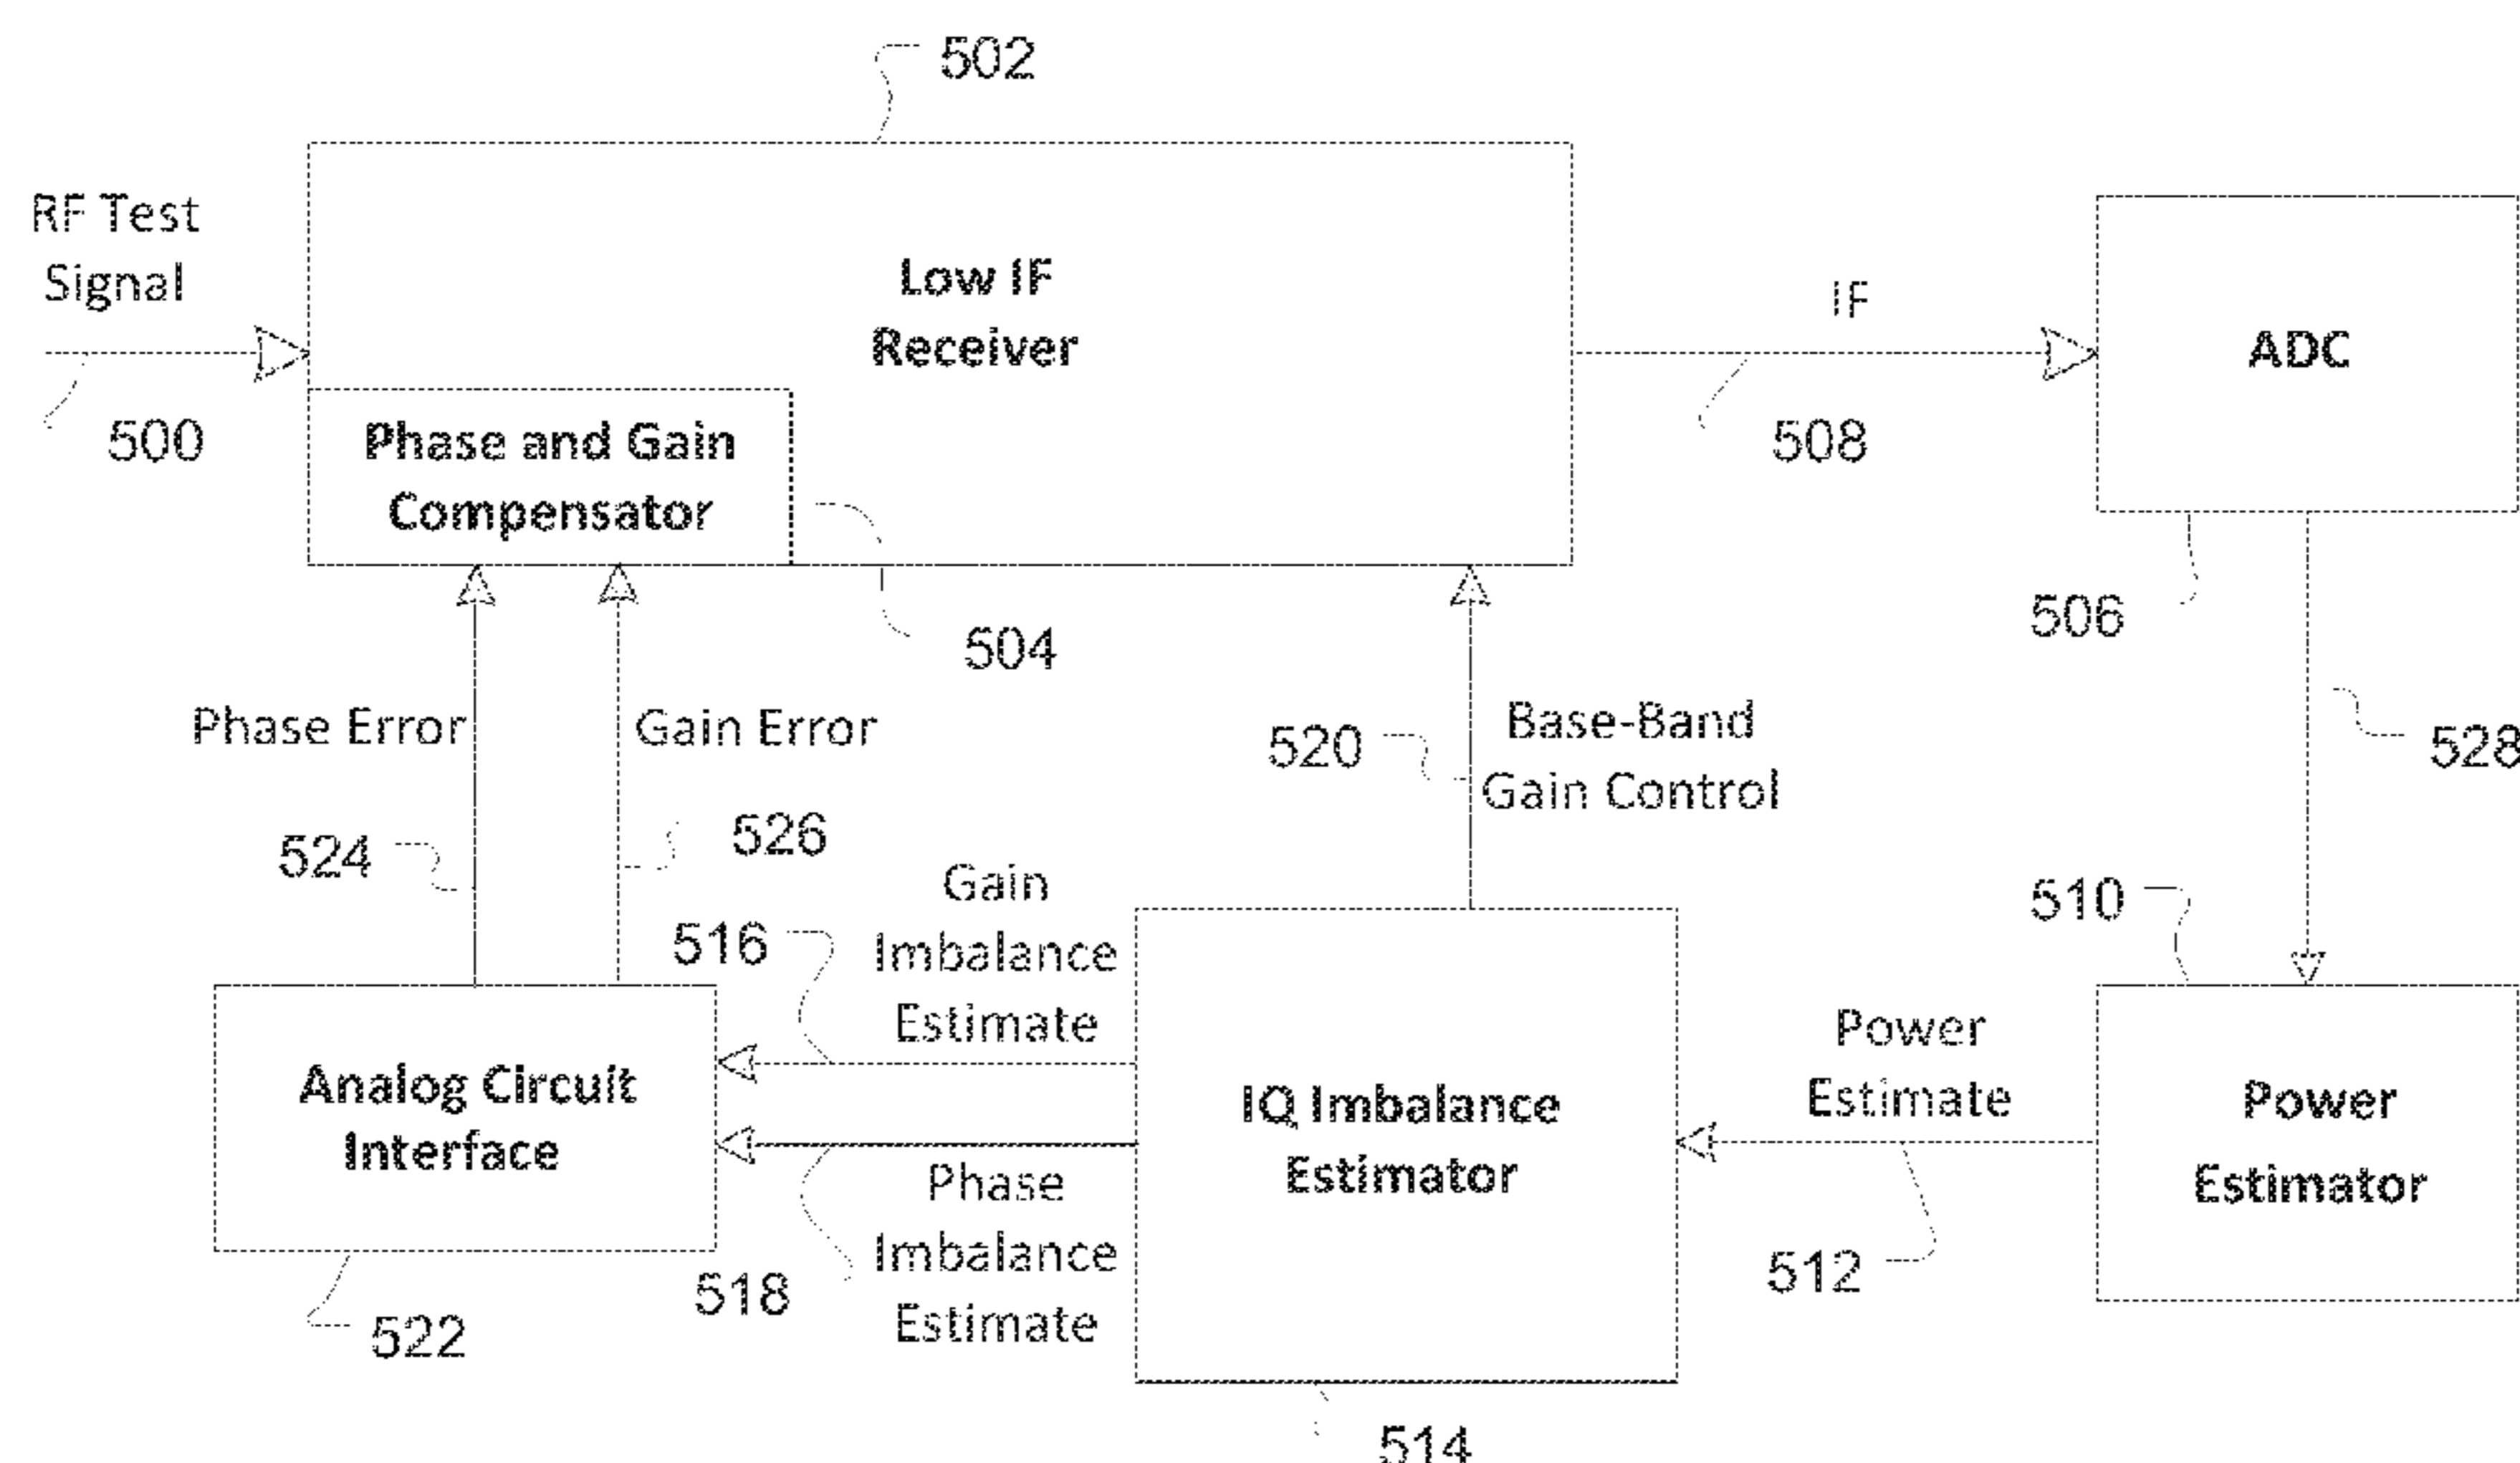 502
RF Test
Signal
500
Low IF
Receiver
Phase and Gain
Compensator
504
IF
508
ADC
506
528
Phase Error
Gain Error
524
526
520
Base-Band
Gain Control
516
Gain
Imbalance
Estimate
510
Analog Circuit
Interface
522
518
Phase
Imbalance
Estimate
IQ Imbalance
Estimator
514
Power
Estimate
512
Power
Estimator